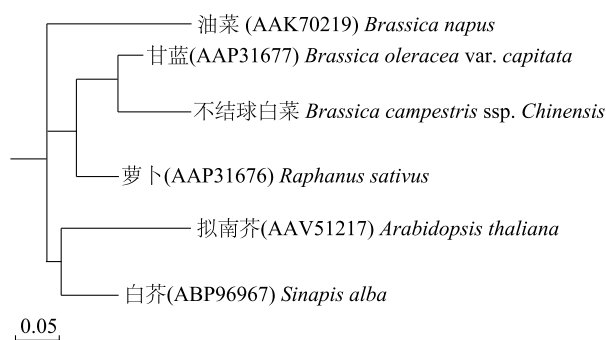 油菜 (AAK70219) Brassica napus
甘蓝(AAP31677) Brassica oleracea var. capitata
不结球白菜 Brassica campestris ssp. Chinensis
萝卜(AAP31676) Raphanus sativus
拟南芥(AAV51217) Arabidopsis thaliana
白芥(ABP96967) Sinapis alba
0.05